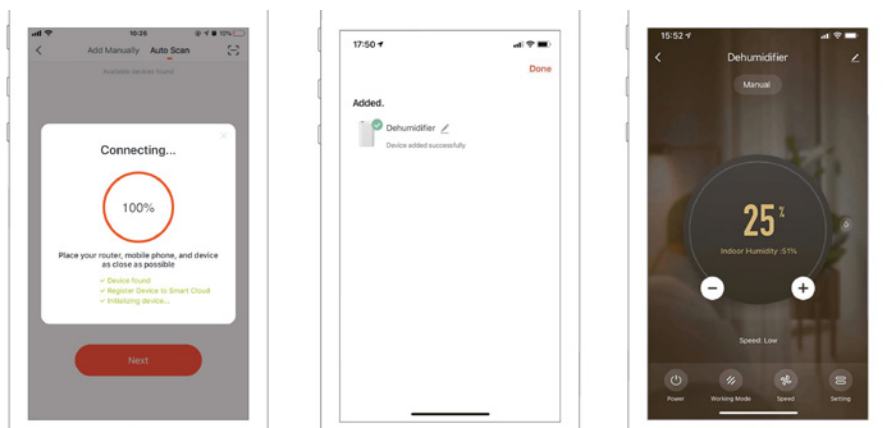 10:26
10%
Add Manually Auto Scan
Available devices found
Connecting...
100%
Place your router, mobile phone, and device
as close as possible
✓ Device found
✓ Register Device to Smart Cloud
✓ Initializing device...
Next
17:50
Done
Added.
Dehumidifier
Device added successfully
15:52
Dehumidifier
Manual
25 %
Indoor Humidity :51%
Speed: Low
Power Working Mode Speed Setting